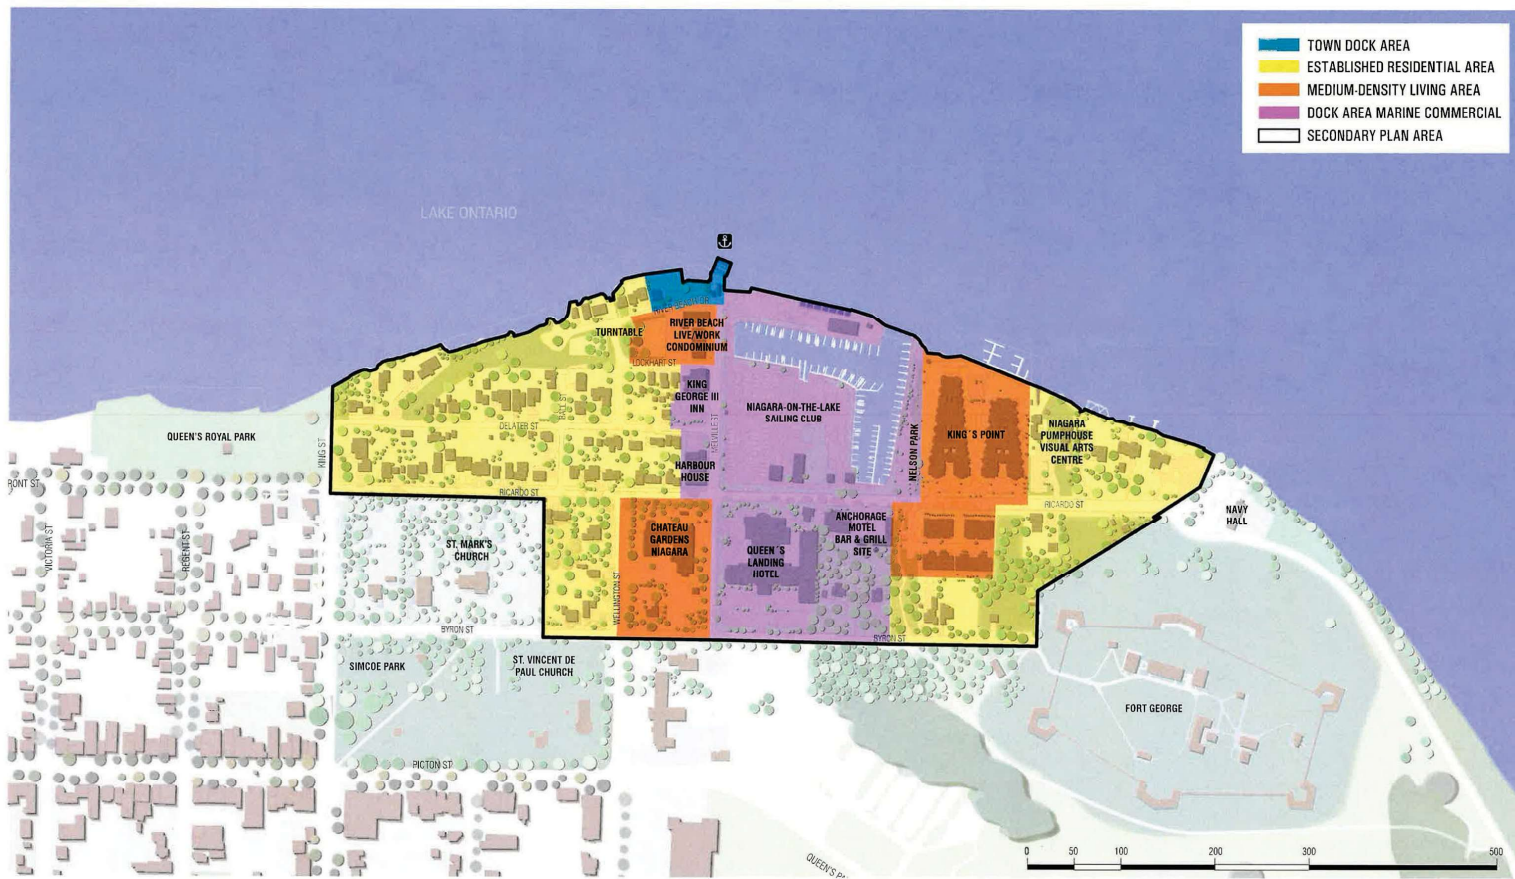 TOWN DOCK AREA
ESTABLISHED RESIDENTIAL AREA
MEDIUM-DENSITY LIVING AREA
DOCK AREA MARINE COMMERCIAL
SECONDARY PLAN AREA
LAKE ONTARIO
TURNTABLE
RIVER BEACH
LIVE/WORK
CONDOMINIUM
LOCKHART ST
KING
GEORGE III
INN
NIAGARA-ON-THE-LAKE
SAILING CLUB
DELATER ST
MELVILLE ST
NELSON PARK
KING'S POINT
NIAGARA
PUMPHOUSE
VISUAL ARTS
CENTRE
QUEEN'S ROYAL PARK
KING ST
HARBOUR
HOUSE
RONT ST
RICARDO ST
RICARDO ST
NAVY
HALL
VICTORIA ST
REGENT ST
ST. MARK'S
CHURCH
CHATEAU
GARDENS
NIAGARA
QUEEN'S
LANDING
HOTEL
ANCHORAGE
MOTEL
BAR & GRILL
SITE
WELLINGTON ST
BYRON ST
BYRON ST
SIMCOE PARK
ST. VINCENT DE
PAUL CHURCH
FORT GEORGE
PICTON ST
QUEEN'S
0 50 100 200 300 500